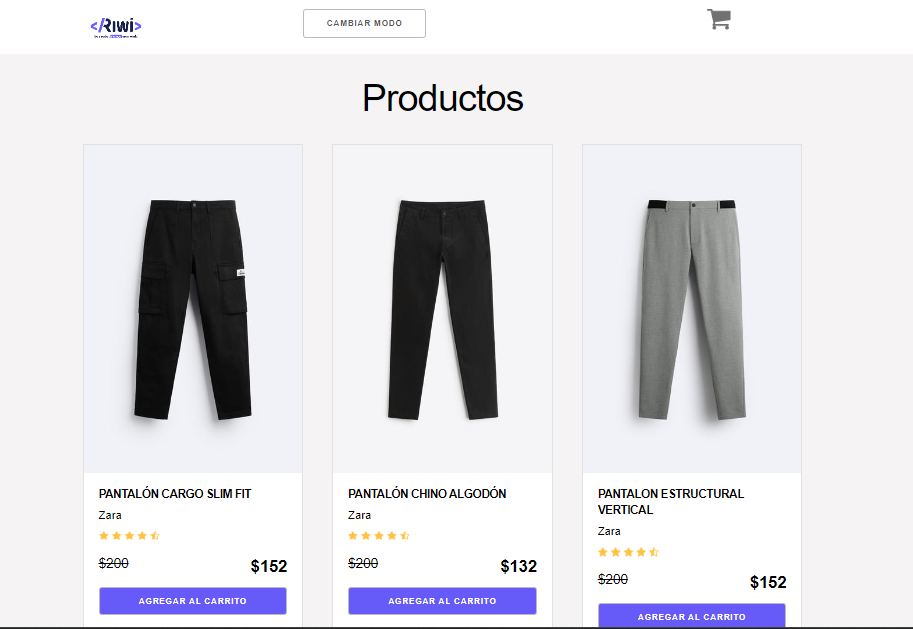 </Riwi>
CAMBIAR MODO
Productos
PANTALÓN CARGO SLIM FIT
Zara
$200
$152
AGREGAR AL CARRITO
PANTALÓN CHINO ALGODÓN
Zara
$200
$132
AGREGAR AL CARRITO
PANTALON ESTRUCTURAL
VERTICAL
Zara
$200
$152
AGREGAR AL CARRITO